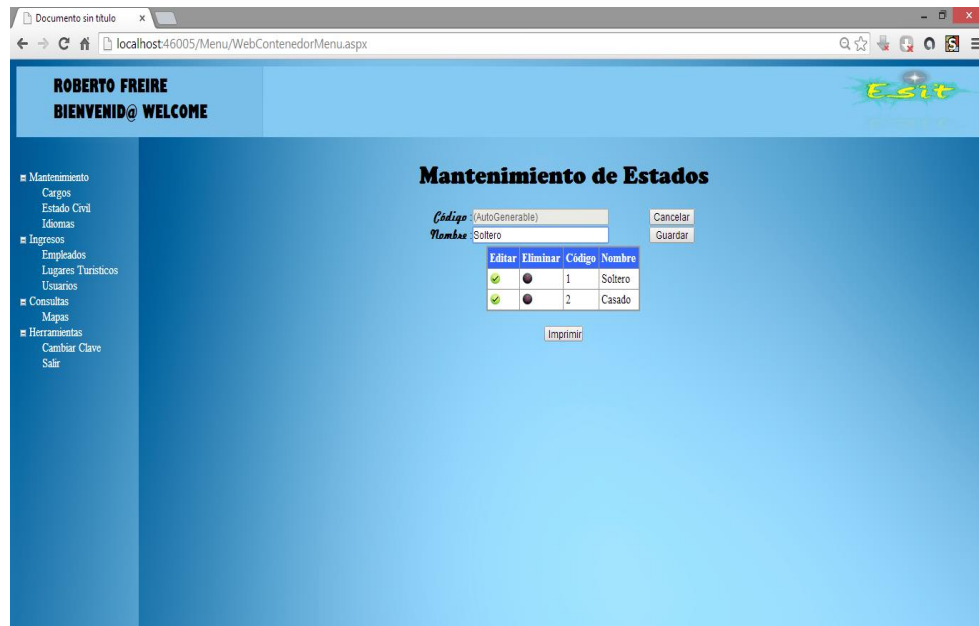 Documento sin título
localhost:46005/Menu/WebContenedorMenu.aspx
ROBERTO FREIRE
BIENVENID@ WELCOME
Esit
Mantenimiento
Cargos
Estado Civil
Idiomas
Ingresos
Empleados
Lugares Turisticos
Usuarios
Consultas
Mapas
Herramientas
Cambiar Clave
Salir
Mantenimiento de Estados
Código : (AutoGenerable) Cancelar
Nombre : Soltero Guardar
Editar Eliminar Código Nombre
1 Soltero
2 Casado
Imprimir